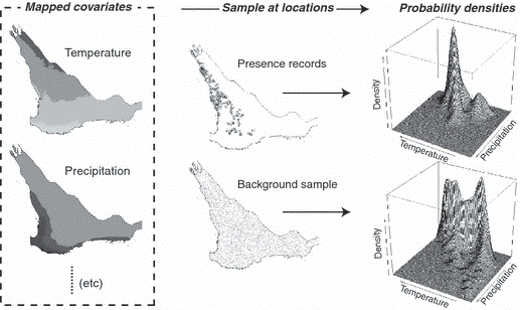 Mapped covariates
Sample at locations
Probability densities
Temperature
Presence records
Density
Temperature
Precipitation
Precipitation
Background sample
Density
Temperature
Precipitation
(etc)